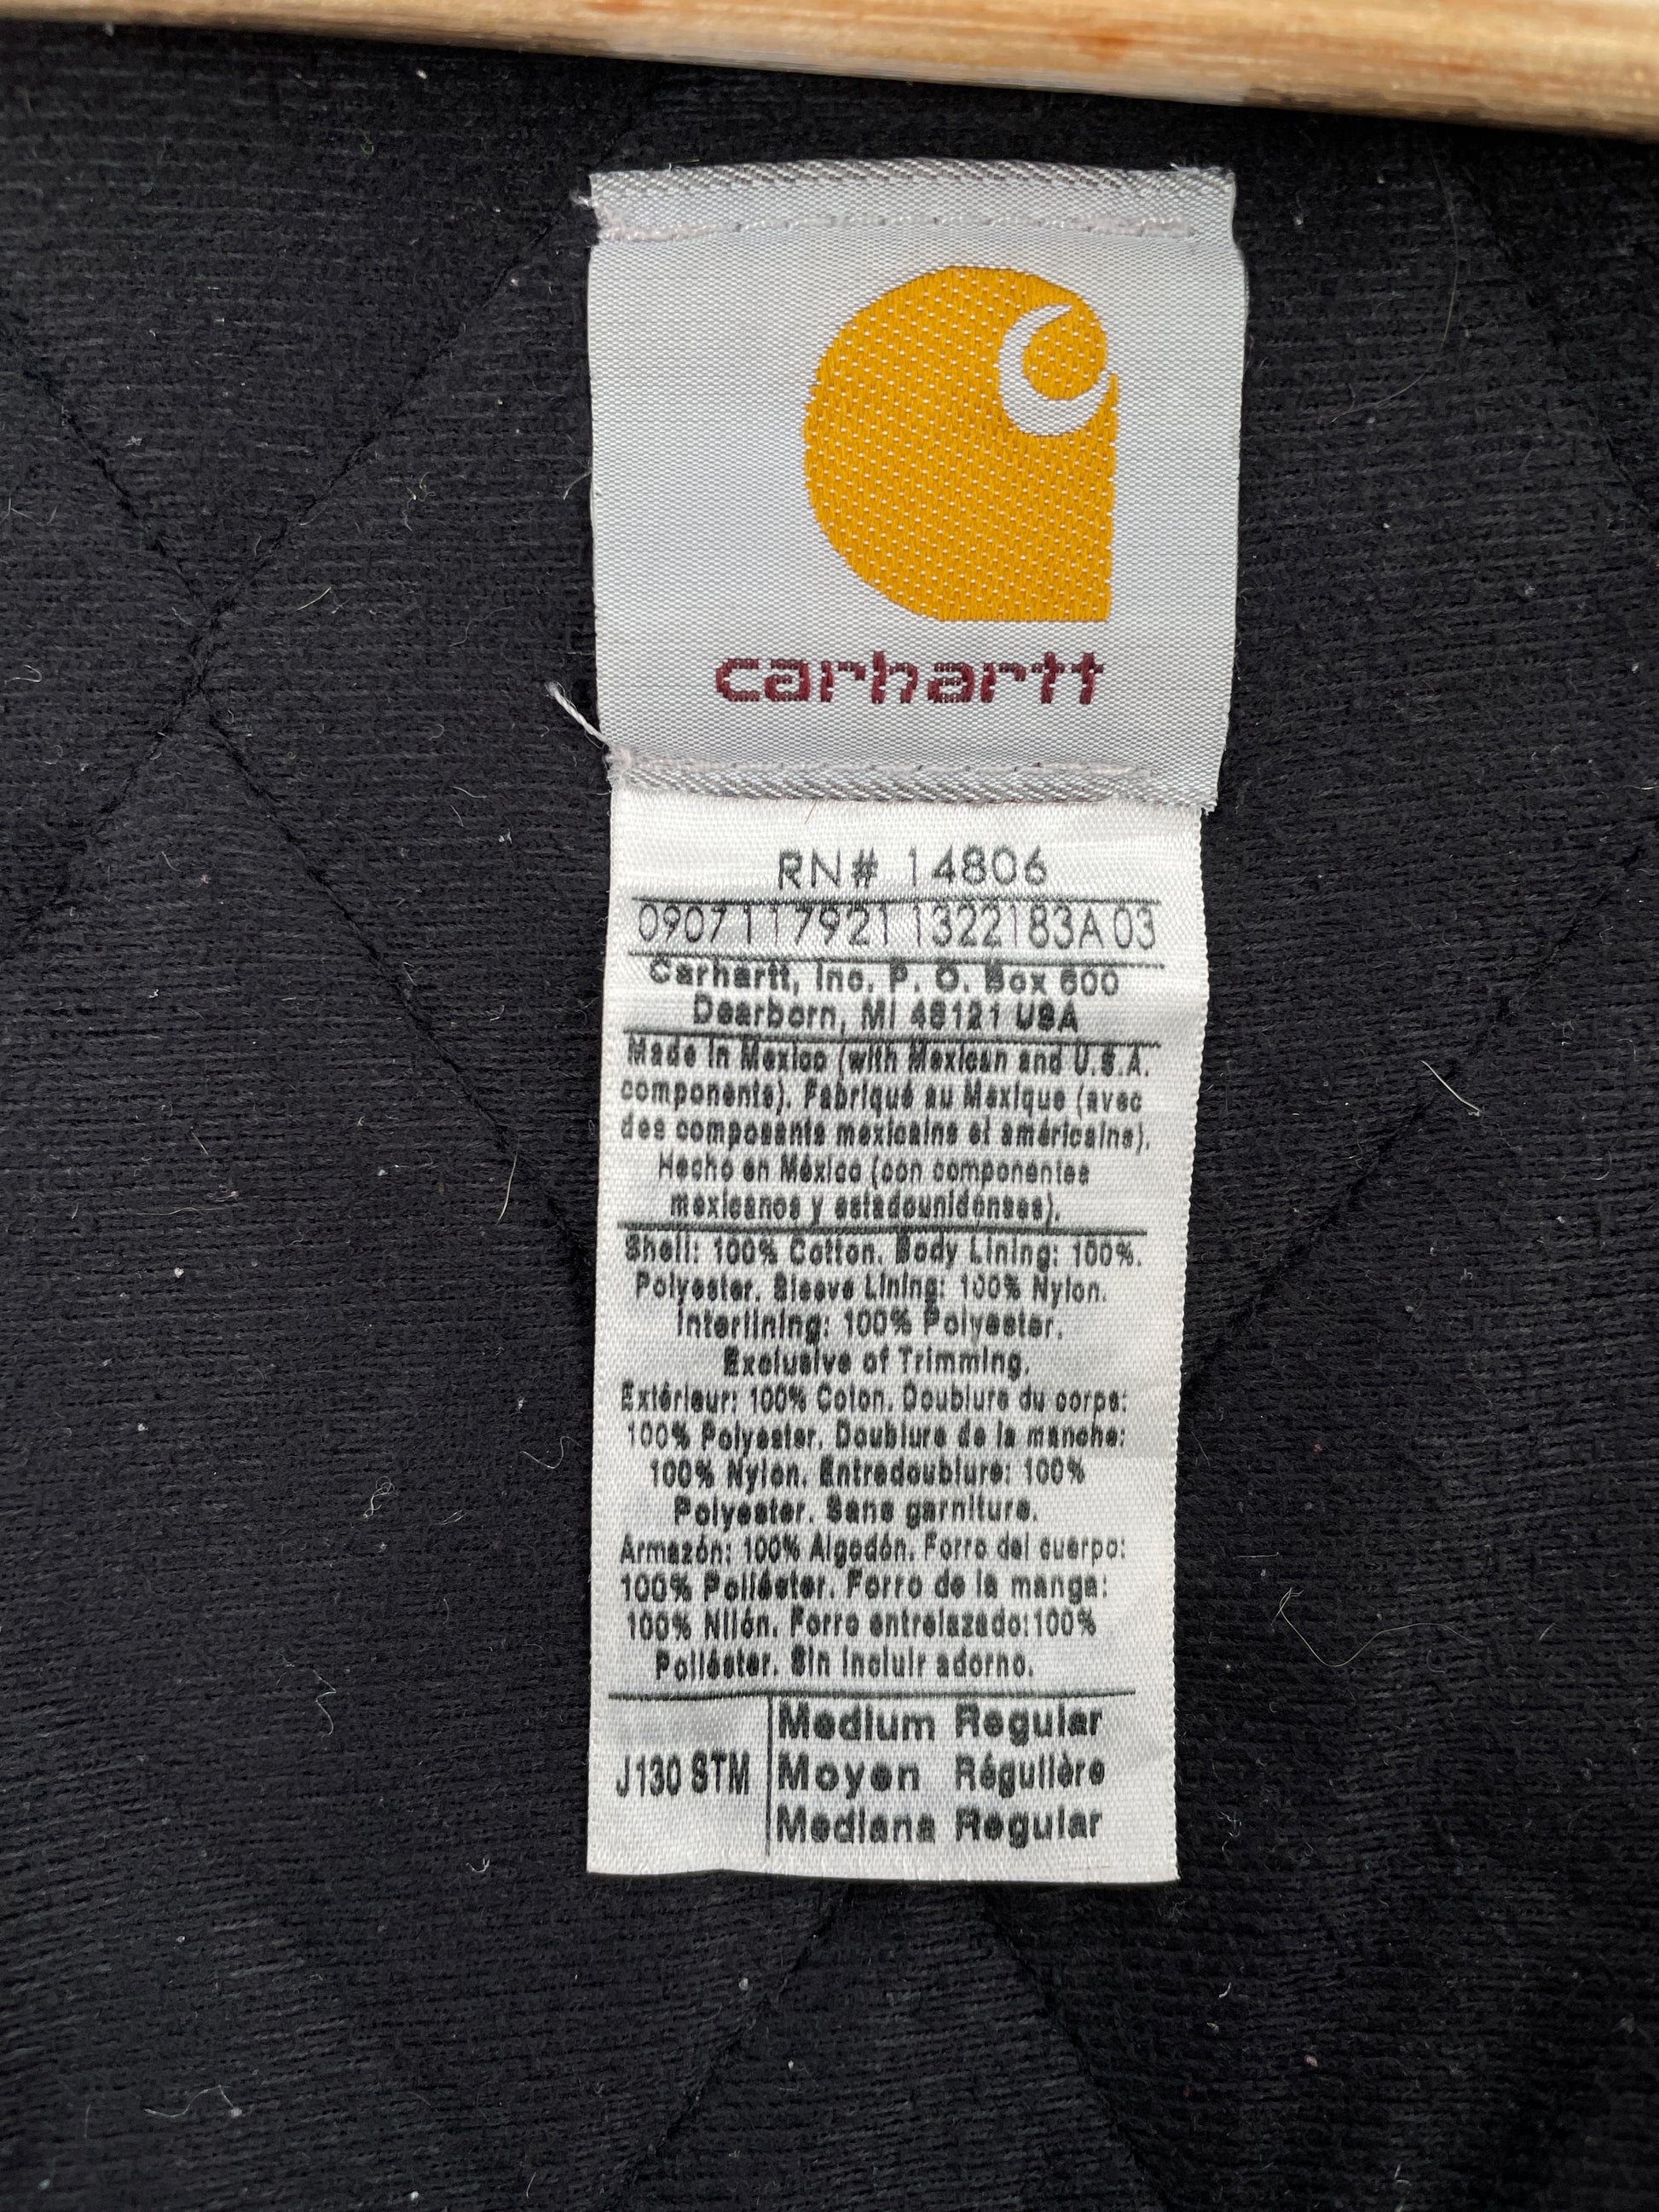 carhartt
RN# 14806
0907117921 1322183A 03
Carhartt, Inc. P. O. Box 600
Dearborn, MI 48121 USA
Made in Mexico (with Mexican and U.S.A.
components). Fabriqué au Mexique (avec
des composants mexicains et américains).
Hecho en México (con componentes
mexicanos y estadounidenses).
Shell: 100% Cotton. Body Lining: 100%.
Polyester. Sleeve Lining: 100% Nylon.
Interlining: 100% Polyester.
Exclusive of Trimming.
Extérieur: 100% Coton. Doublure du corps:
100% Polyester. Doublure de la manche:
100% Nylon. Entredoublure: 100%
Polyester. Sans garniture.
Armazón: 100% Algodón. Forro del cuerpo:
100% Poliéster. Forro de la manga:
100% Nilón. Forro entrelazado:100%
Poliéster. Sin incluir adorno.
J130 STM
Medium Regular
Moyen Régulière
Mediana Regular